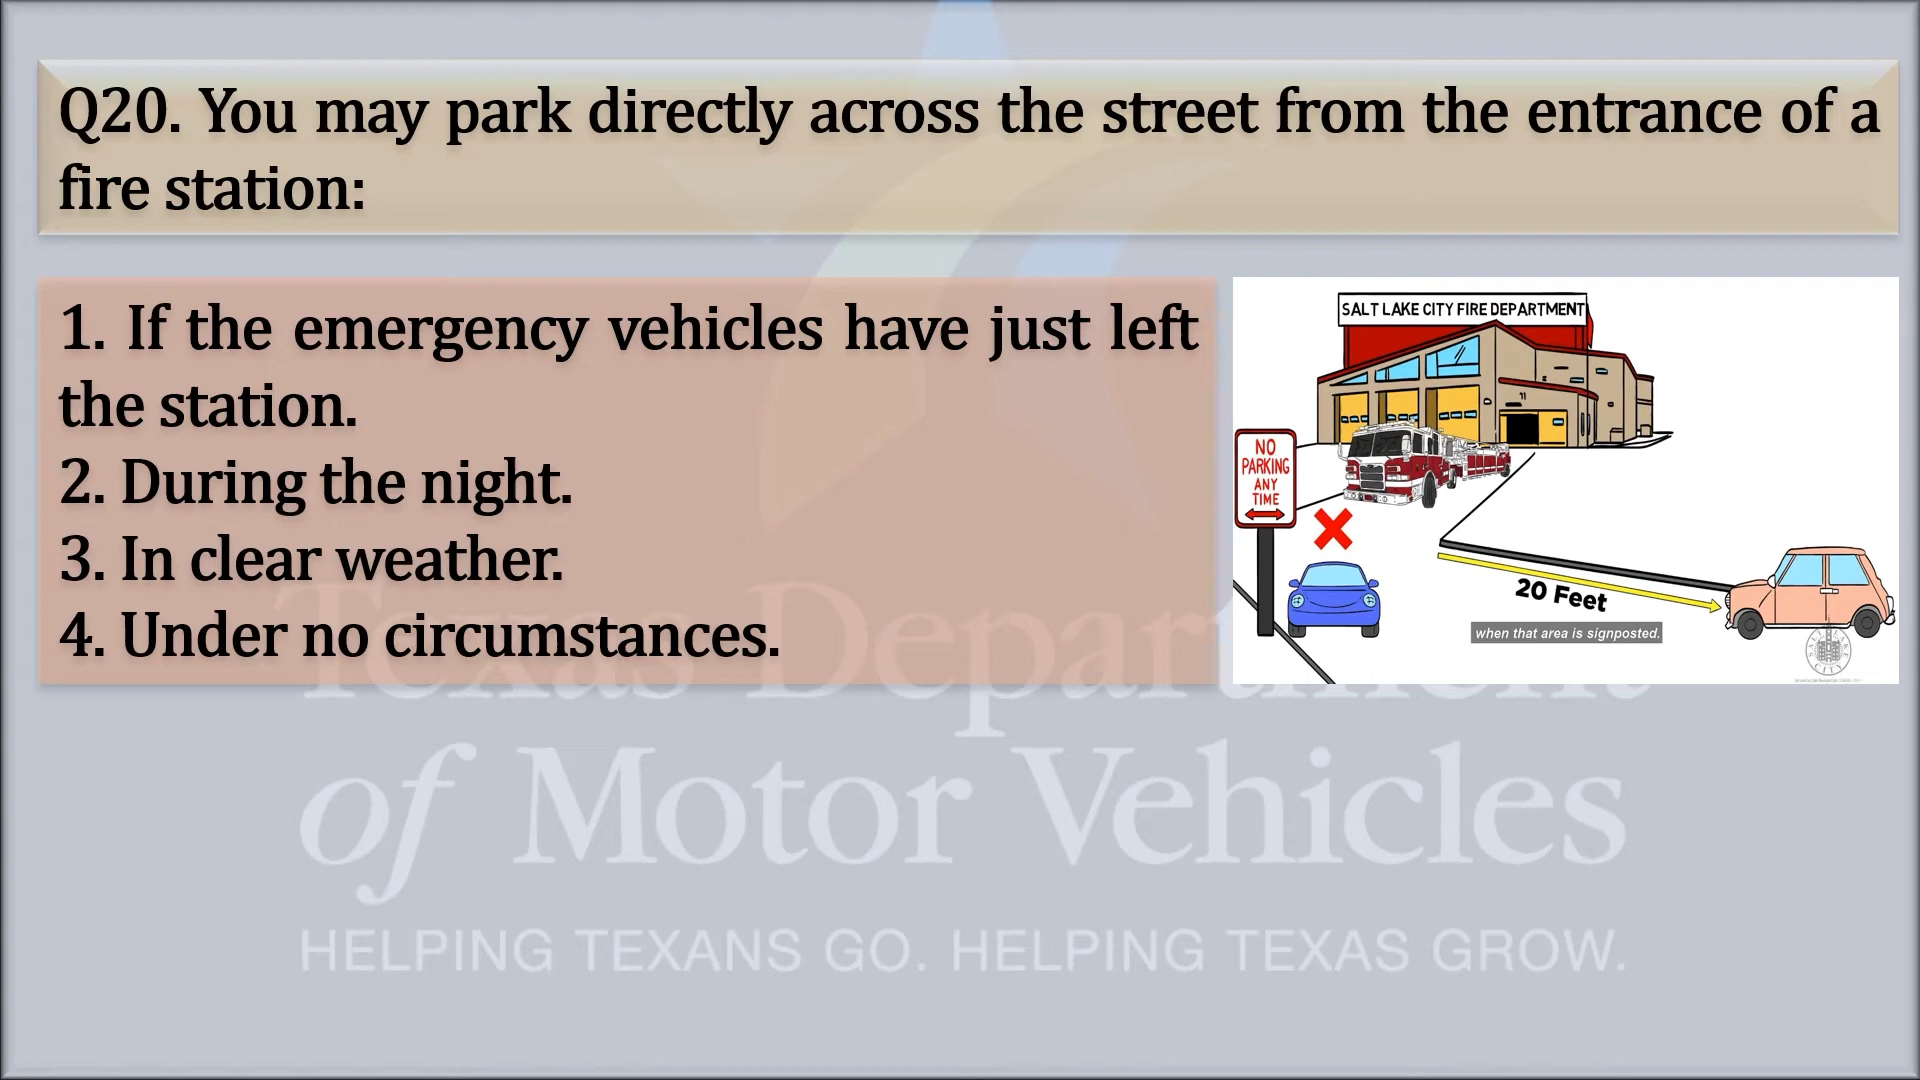 Q20. You may park directly across the street from the entrance of a
fire station:
1. If the emergency vehicles have just left
the station.
2. During the night.
3. In clear weather.
4. Under no circumstances.
SALT LAKE CITY FIRE DEPARTMENT
11
NO
PARKING
ANY
TIME
20 Feet
when that area is signposted.
Texas Department
of Motor Vehicles
HELPING TEXANS GO. HELPING TEXAS GROW.